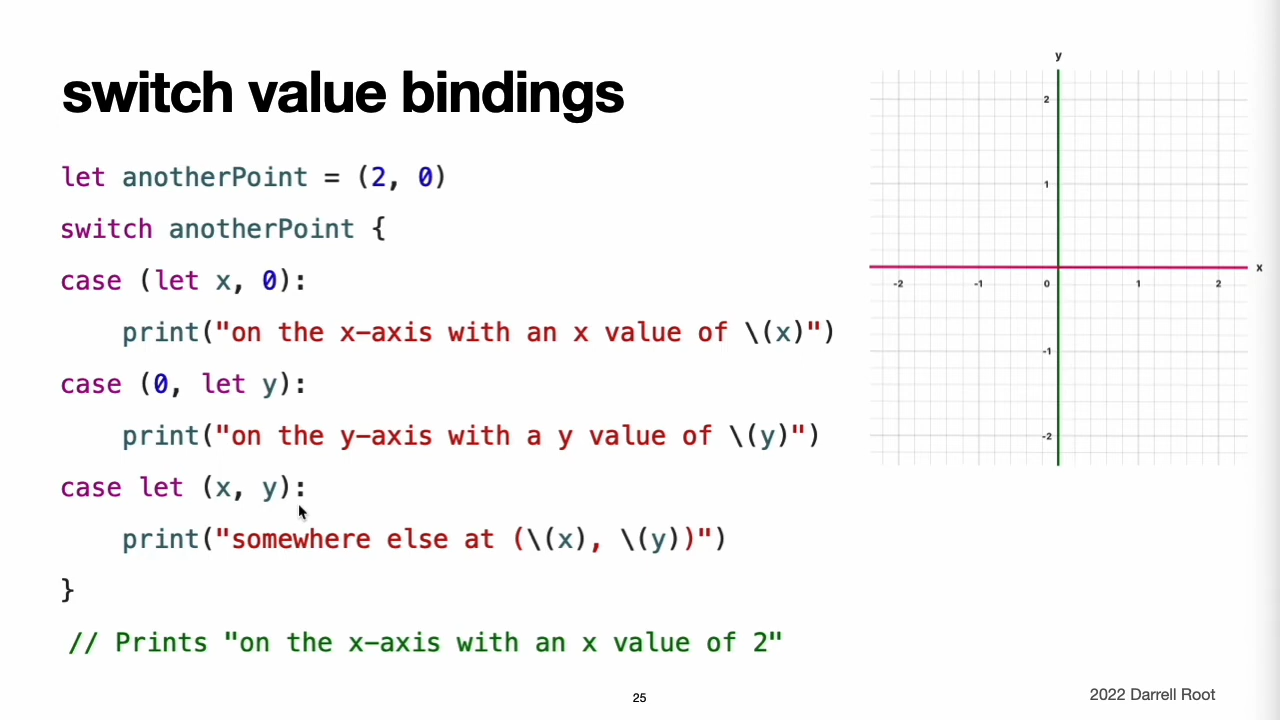 switch value bindings
let anotherPoint = (2, 0)
switch anotherPoint {
case (let x, 0):
    print("on the x-axis with an x value of \(x)")
case (0, let y):
    print("on the y-axis with a y value of \(y)")
case let (x, y):
    print("somewhere else at (\(x), \(y))")
}
// Prints "on the x-axis with an x value of 2"
y
2
1
x
-2 -1 0 1 2
-1
-2
25
2022 Darrell Root